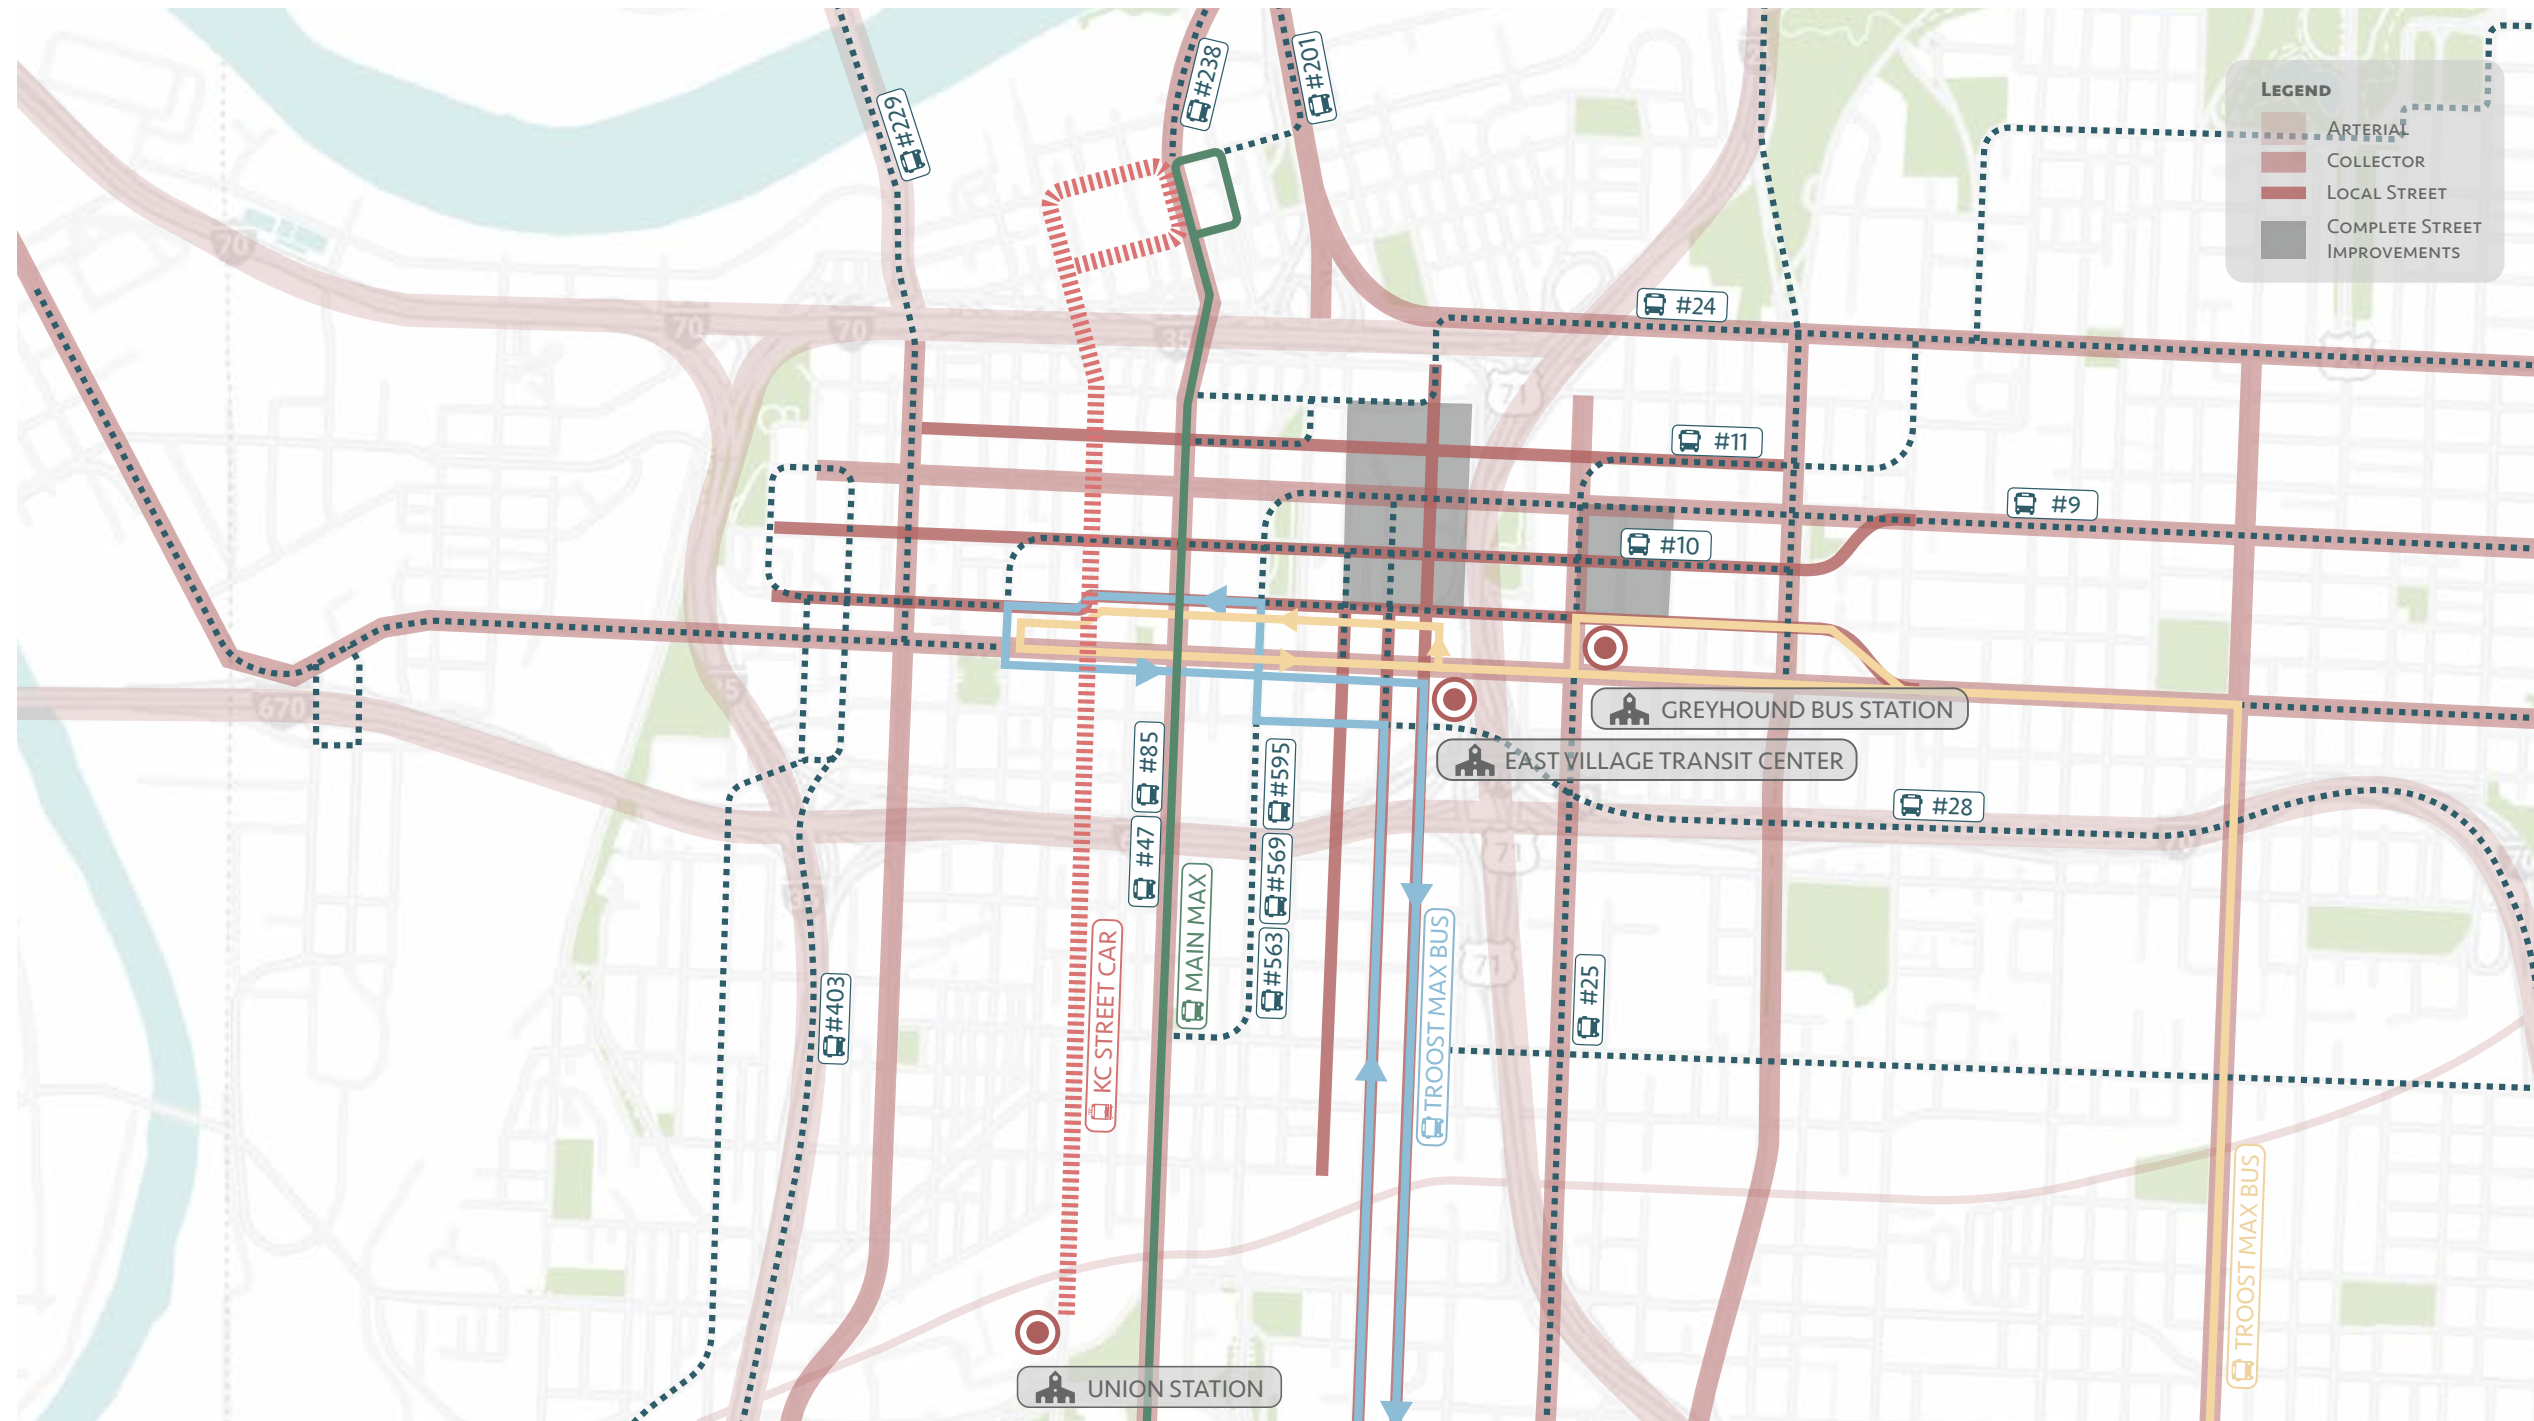 #238
#201
#229
LEGEND
ARTERIAL
COLLECTOR
LOCAL STREET
COMPLETE STREET
IMPROVEMENTS
70
#24
70
70
35
71
#11
#9
#10
670
35
GREYHOUND BUS STATION
EAST VILLAGE TRANSIT CENTER
#85
#595
#28
#47
#569
71
MAIN MAX
#563
71
TROOST MAX BUS
KC STREET CAR
#403
#25
TROOST MAX BUS
UNION STATION